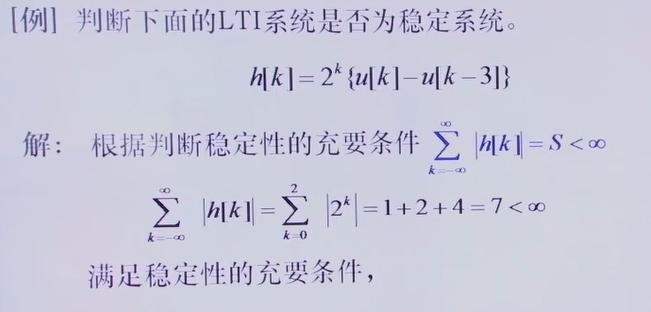 [例] 判断下面的LTI系统是否为稳定系统。
h[k]=2^k{u[k]-u[k-3]}
解： 根据判断稳定性的充要条件 ∑_{k=-∞}^{∞} |h[k]|=S<∞
∑_{k=-∞}^{∞} |h[k]|=∑_{k=0}^{2} |2^k|=1+2+4=7<∞
满足稳定性的充要条件，